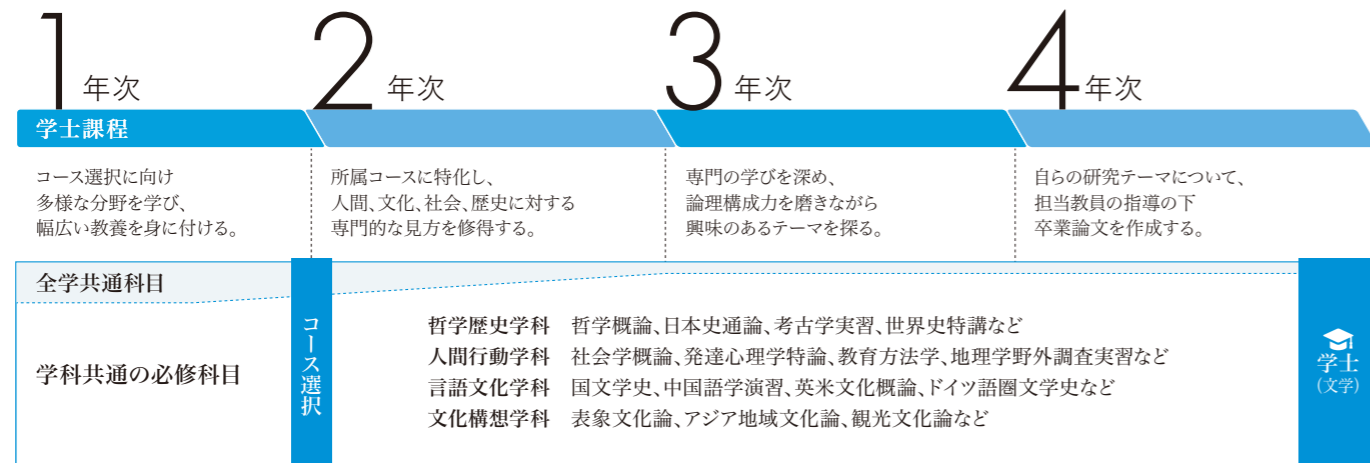 1年次
2年次
3年次
4年次
学士課程
コース選択に向け
多様な分野を学び、
幅広い教養を身に付ける。
所属コースに特化し、
人間、文化、社会、歴史に対する
専門的な見方を修得する。
専門の学びを深め、
論理構成力を磨きながら
興味のあるテーマを探る。
自らの研究テーマについて、
担当教員の指導の下
卒業論文を作成する。
全学共通科目
学科共通の必修科目
コース選択
哲学歴史学科 哲学概論、日本史通論、考古学実習、世界史特講など
人間行動学科 社会学概論、発達心理学特論、教育方法学、地理学野外調査実習など
言語文化学科 国文学史、中国語学演習、英米文化概論、ドイツ語圏文学史など
文化構想学科 表象文化論、アジア地域文化論、観光文化論など
学士
(文学)